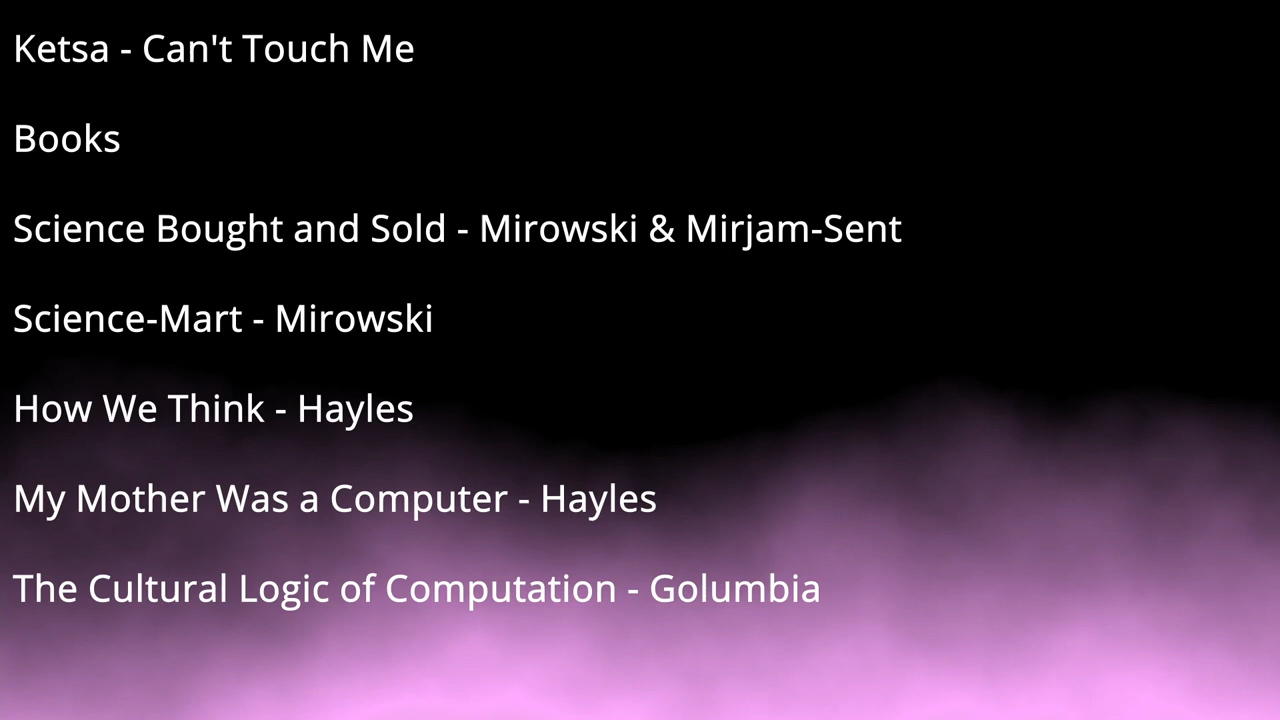 Ketsa - Can't Touch Me
Books
Science Bought and Sold - Mirowski & Mirjam-Sent
Science-Mart - Mirowski
How We Think - Hayles
My Mother Was a Computer - Hayles
The Cultural Logic of Computation - Golumbia